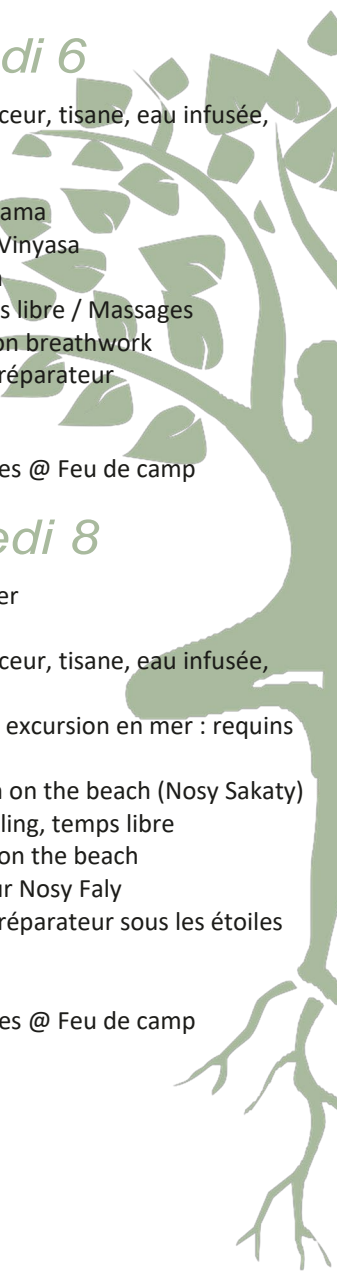 di 6
ceur, tisane, eau infusée,
ama
Vinyasa
s libre / Massages
on breathwork
réparateur
es @ Feu de camp
edi 8
er
ceur, tisane, eau infusée,
excursion en mer : requins
on the beach (Nosy Sakaty)
ling, temps libre
on the beach
ur Nosy Faly
réparateur sous les étoiles
es @ Feu de camp